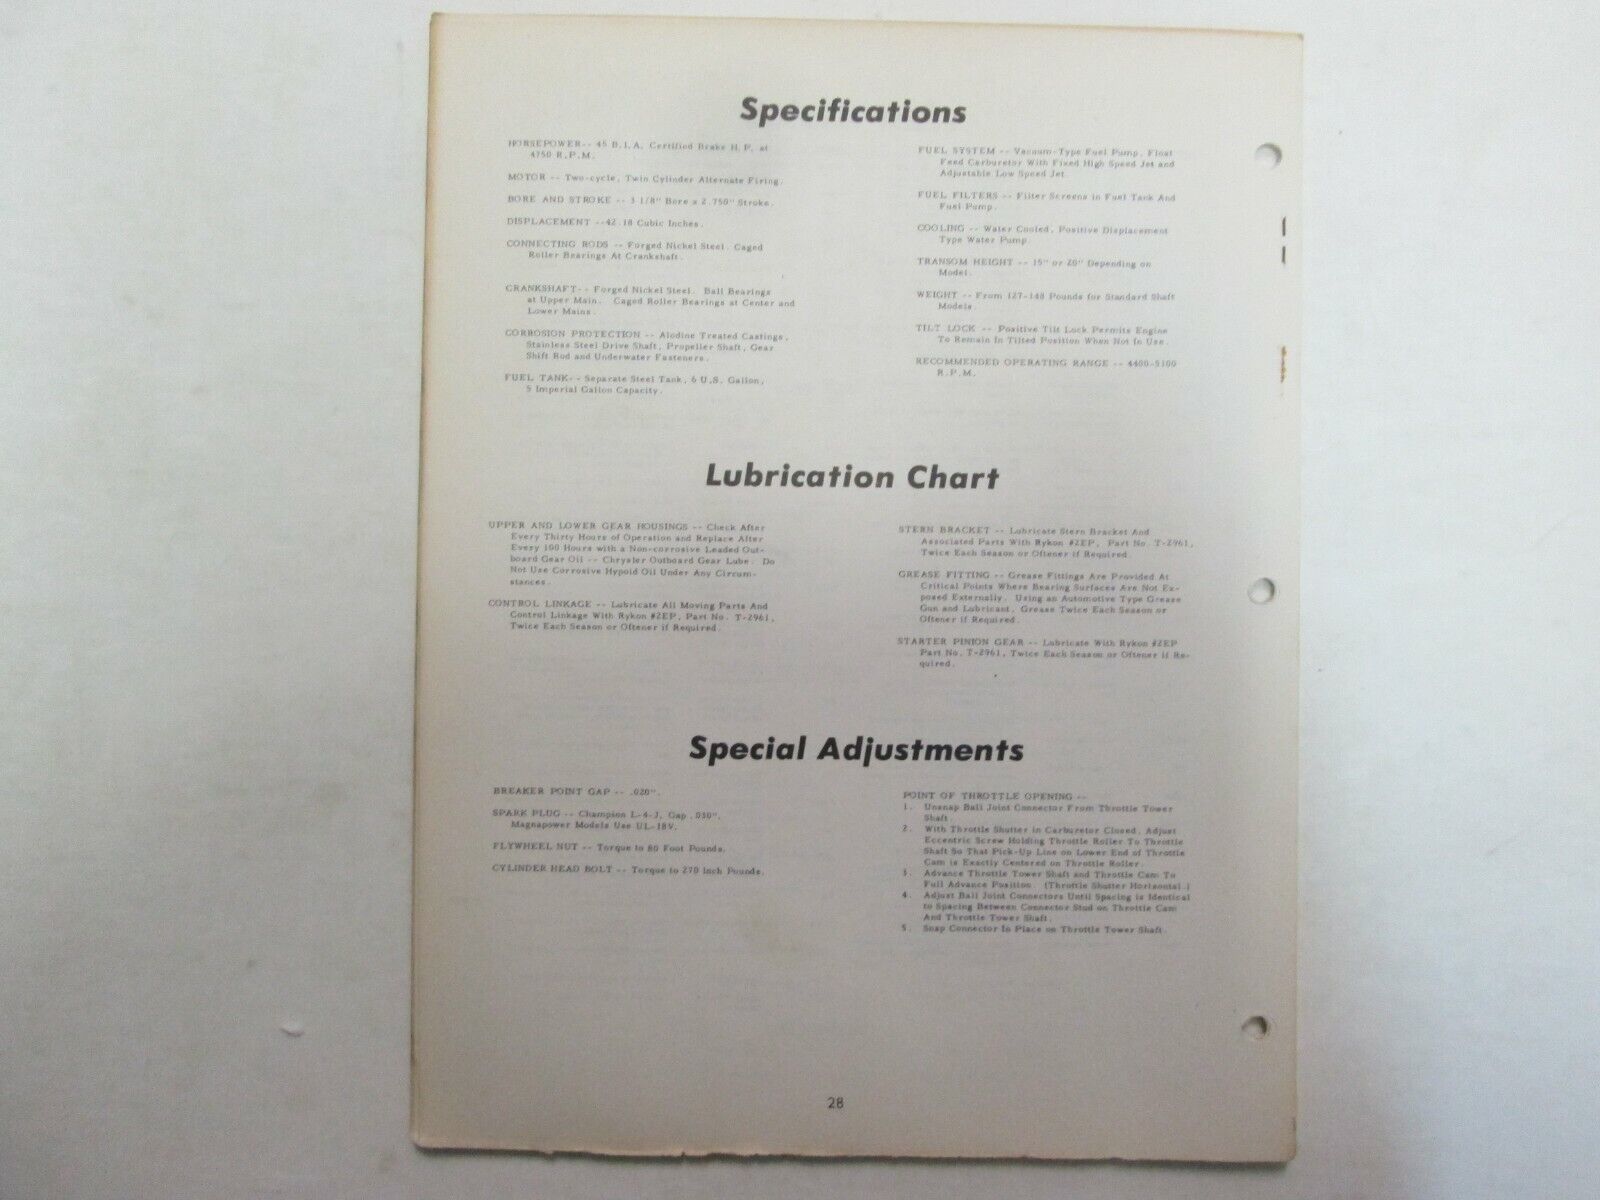 Specifications
HORSEPOWER-- 45 B.I.A. Certified Brake H.P. at
4750 R.P.M.
MOTOR -- Two-cycle, Twin Cylinder Alternate Firing.
BORE AND STROKE -- 3 1/8" Bore x 2.750" Stroke.
DISPLACEMENT --42.18 Cubic Inches.
CONNECTING RODS -- Forged Nickel Steel. Caged
Roller Bearings At Crankshaft.
CRANKSHAFT-- Forged Nickel Steel. Ball Bearings
at Upper Main. Caged Roller Bearings at Center and
Lower Mains.
CORROSION PROTECTION -- Alodine Treated Castings.
Stainless Steel Drive Shaft, Propeller Shaft, Gear
Shift Rod and Underwater Fasteners.
FUEL TANK-- Separate Steel Tank, 6 U.S. Gallon,
5 Imperial Gallon Capacity.
FUEL SYSTEM -- Vacuum-Type Fuel Pump. Float
Feed Carburetor With Fixed High Speed Jet and
Adjustable Low Speed Jet.
FUEL FILTERS -- Filter Screens in Fuel Tank And
Fuel Pump.
COOLING -- Water Cooled, Positive Displacement
Type Water Pump.
TRANSOM HEIGHT -- 15" or 20" Depending on
Model.
WEIGHT -- From 127-148 Pounds for Standard Shaft
Models.
TILT LOCK -- Positive Tilt Lock Permits Engine
To Remain In Tilted Position When Not In Use.
RECOMMENDED OPERATING RANGE -- 4400-5100
R.P.M.
Lubrication Chart
UPPER AND LOWER GEAR HOUSINGS -- Check After
Every Thirty Hours of Operation and Replace After
Every 100 Hours with a Non-corrosive Leaded Out-
board Gear Oil -- Chrysler Outboard Gear Lube. Do
Not Use Corrosive Hypoid Oil Under Any Circum-
stances.
CONTROL LINKAGE -- Lubricate All Moving Parts And
Control Linkage With Rykon #2EP, Part No. T-2961,
Twice Each Season or Oftener if Required.
STERN BRACKET -- Lubricate Stern Bracket And
Associated Parts With Rykon #2EP, Part No. T-2961,
Twice Each Season or Oftener if Required.
GREASE FITTING -- Grease Fittings Are Provided At
Critical Points Where Bearing Surfaces Are Not Ex-
posed Externally. Using an Automotive Type Grease
Gun and Lubricant, Grease Twice Each Season or
Oftener if Required.
STARTER PINION GEAR -- Lubricate With Rykon #2EP
Part No. T-2961, Twice Each Season or Oftener if Re-
quired.
Special Adjustments
BREAKER POINT GAP -- .020".
SPARK PLUG -- Champion L-4-J, Gap .030".
Magnapower Models Use UL-18V.
FLYWHEEL NUT -- Torque to 80 Foot Pounds.
CYLINDER HEAD BOLT -- Torque to 270 Inch Pounds.
POINT OF THROTTLE OPENING --
1. Unsnap Ball Joint Connector From Throttle Tower
Shaft.
2. With Throttle Shutter in Carburetor Closed, Adjust
Eccentric Screw Holding Throttle Roller To Throttle
Shaft So That Pick-Up Line on Lower End of Throttle
Cam is Exactly Centered on Throttle Roller.
3. Advance Throttle Tower Shaft and Throttle Cam To
Full Advance Position. (Throttle Shutter Horizontal.)
4. Adjust Ball Joint Connectors Until Spacing is Identical
to Spacing Between Connector Stud on Throttle Cam
And Throttle Tower Shaft.
5. Snap Connector In Place on Throttle Tower Shaft.
28